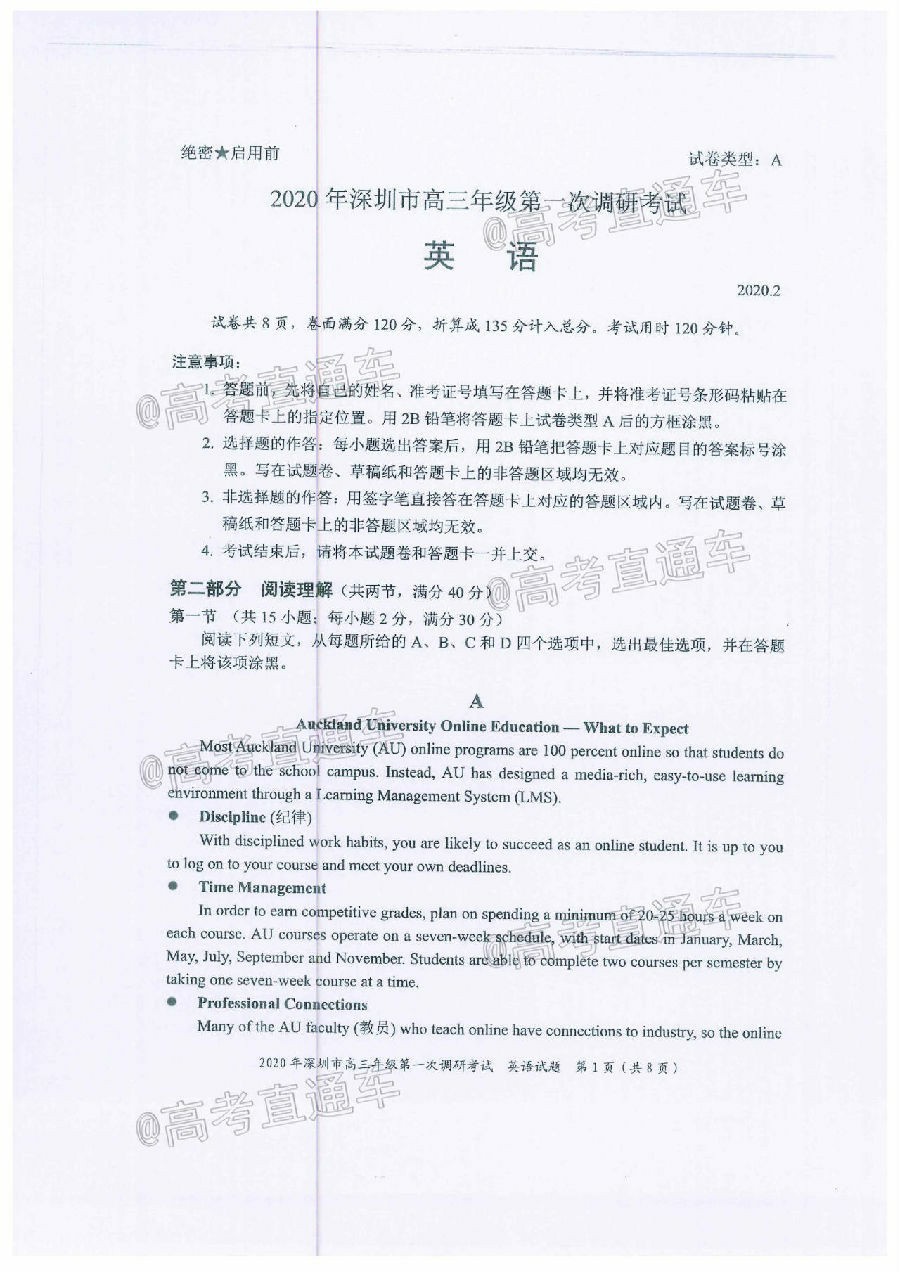 绝密★启用前
试卷类型：A
2020年深圳市高三年级第一次调研考试
英 语
2020.2
试卷共8页，卷面满分120分，折算成135分计入总分。考试用时120分钟。
注意事项：
1. 答题前，先将自己的姓名、准考证号填写在答题卡上，并将准考证号条形码粘贴在
答题卡上的指定位置。用2B铅笔将答题卡上试卷类型A后的方框涂黑。
2. 选择题的作答：每小题选出答案后，用2B铅笔把答题卡上对应题目的答案标号涂
黑。写在试题卷、草稿纸和答题卡上的非答题区域均无效。
3. 非选择题的作答：用签字笔直接答在答题卡上对应的答题区域内。写在试题卷、草
稿纸和答题卡上的非答题区域均无效。
4. 考试结束后，请将本试题卷和答题卡一并上交。
第二部分 阅读理解（共两节，满分40分）
第一节 （共15小题；每小题2分，满分30分）
阅读下列短文，从每题所给的A、B、C和D四个选项中，选出最佳选项，并在答题
卡上将该项涂黑。
A
Auckland University Online Education — What to Expect
Most Auckland University (AU) online programs are 100 percent online so that students do
not come to the school campus. Instead, AU has designed a media-rich, easy-to-use learning
environment through a Learning Management System (LMS).
● Discipline (纪律)
With disciplined work habits, you are likely to succeed as an online student. It is up to you
to log on to your course and meet your own deadlines.
● Time Management
In order to earn competitive grades, plan on spending a minimum of 20-25 hours a week on
each course. AU courses operate on a seven-week schedule, with start dates in January, March,
May, July, September and November. Students are able to complete two courses per semester by
taking one seven-week course at a time.
● Professional Connections
Many of the AU faculty (教员) who teach online have connections to industry, so the online
2020年深圳市高三年级第一次调研考试 英语试题 第1页（共8页）
@高考直通车
@高考直通车
@高考直通车
@高考直通车
@高考直通车
@高考直通车